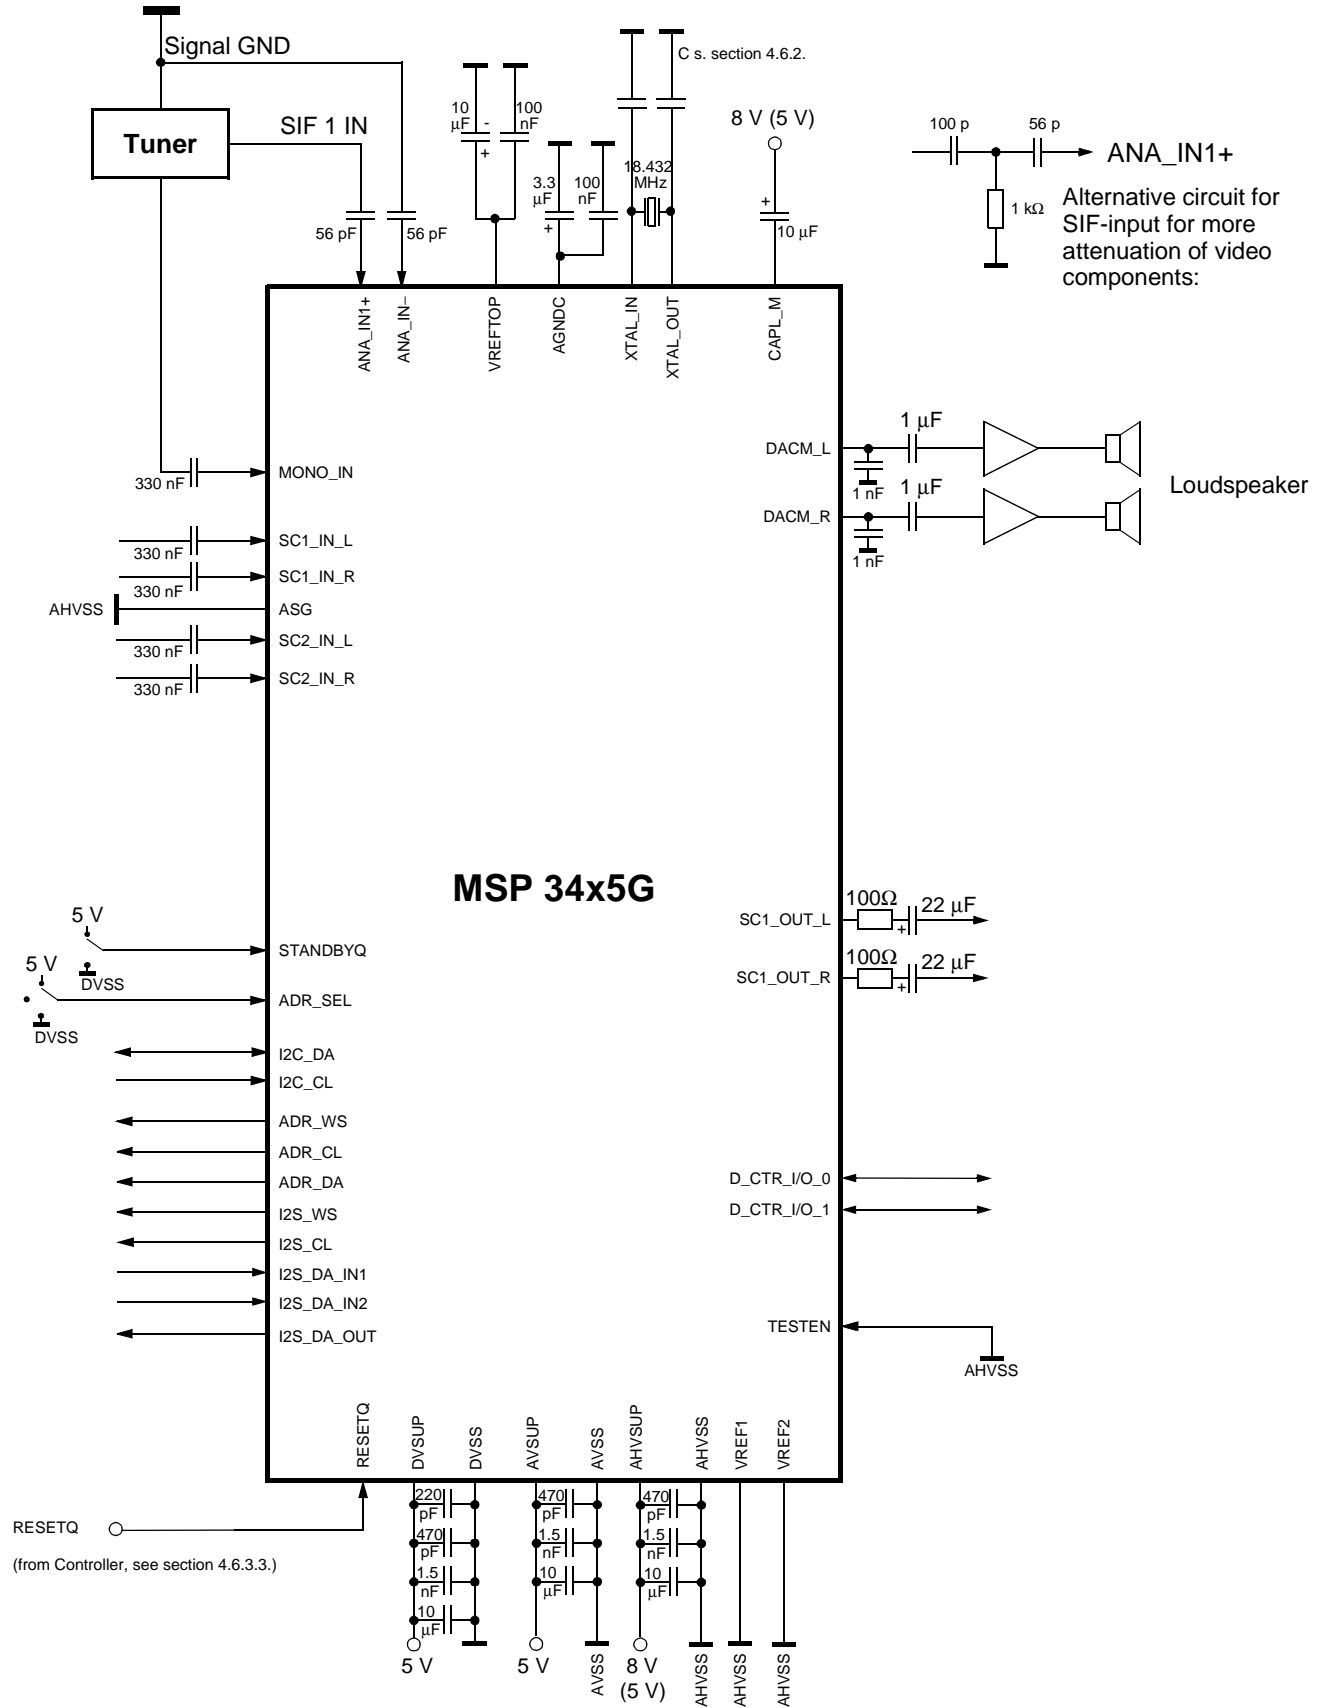 Signal GND
C s. section 4.6.2.
Tuner
SIF 1 IN
10
µF
-
+
100
nF
8 V (5 V)
100 p
56 p
ANA_IN1+
3.3
µF
+
100
nF
18.432
MHz
+
10 µF
1 kΩ
Alternative circuit for
SIF-input for more
attenuation of video
components:
56 pF
56 pF
ANA_IN1+
ANA_IN−
VREFTOP
AGNDC
XTAL_IN
XTAL_OUT
CAPL_M
330 nF
MONO_IN
DACM_L
1 µF
1 nF
Loudspeaker
DACM_R
1 µF
1 nF
330 nF
SC1_IN_L
330 nF
SC1_IN_R
AHVSS
ASG
330 nF
SC2_IN_L
330 nF
SC2_IN_R
MSP 34x5G
SC1_OUT_L
100Ω
+
22 µF
SC1_OUT_R
100Ω
+
22 µF
5 V
DVSS
STANDBYQ
5 V
DVSS
ADR_SEL
I2C_DA
I2C_CL
ADR_WS
ADR_CL
ADR_DA
I2S_WS
I2S_CL
I2S_DA_IN1
I2S_DA_IN2
I2S_DA_OUT
D_CTR_I/O_0
D_CTR_I/O_1
TESTEN
AHVSS
RESETQ
DVSUP
DVSS
AVSUP
AVSS
AHVSUP
AHVSS
VREF1
VREF2
RESETQ
(from Controller, see section 4.6.3.3.)
220
pF
470
pF
1.5
nF
10
µF
5 V
470
pF
1.5
nF
10
µF
5 V
AVSS
470
pF
1.5
nF
10
µF
8 V
(5 V)
AHVSS
AHVSS
AHVSS